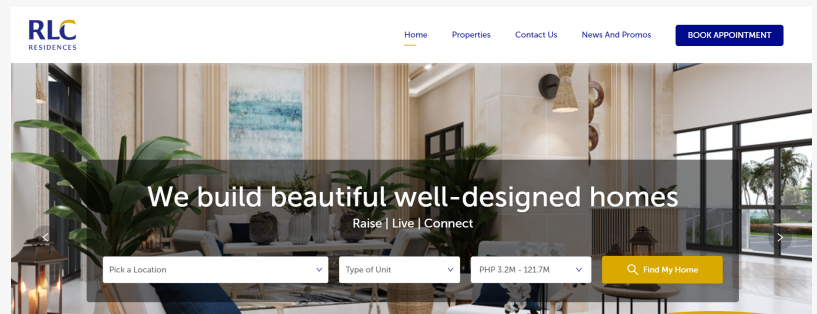 RLC
RESIDENCES
Home Properties Contact Us News And Promos BOOK APPOINTMENT
We build beautiful well-designed homes
Raise | Live | Connect
Pick a Location Type of Unit PHP 3.2M - 121.7M Find My Home